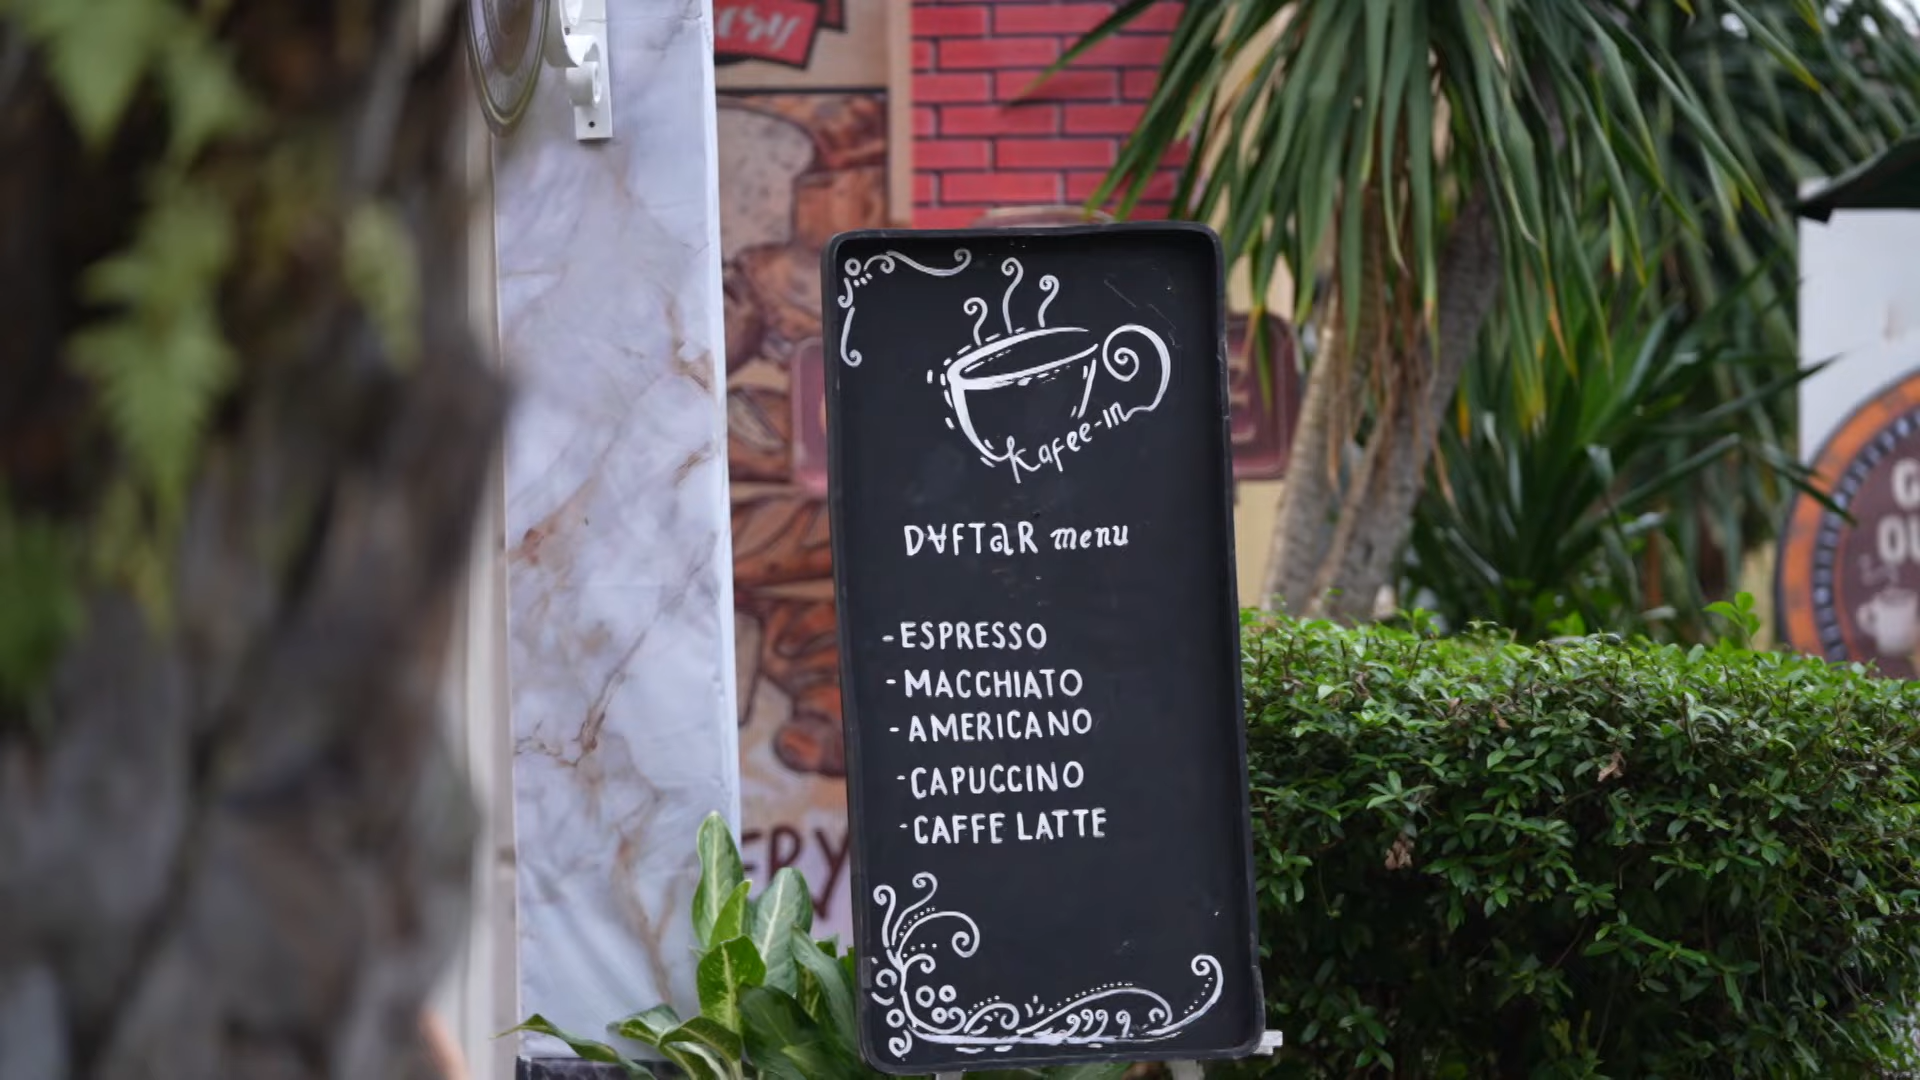 Kafee-in
DAFTaR menu
- ESPRESSO
- MACCHIATO
- AMERICANO
- CAPUCCINO
- CAFFE LATTE